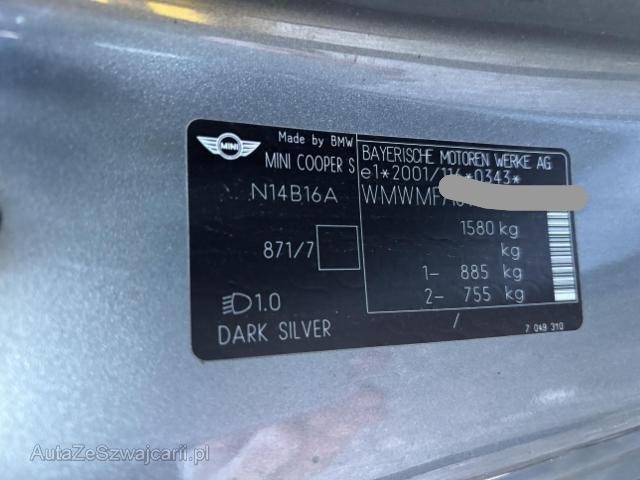 MINI
Made by BMW
MINI COOPER S
N14B16A
871/7
1.0
DARK SILVER
BAYERISCHE MOTOREN WERKE AG
e1*2001/116*0343*
WMWMF
1580 kg
kg
1- 885 kg
2- 755 kg
/
7 049 310
AutaZeSzwajcarii.pl